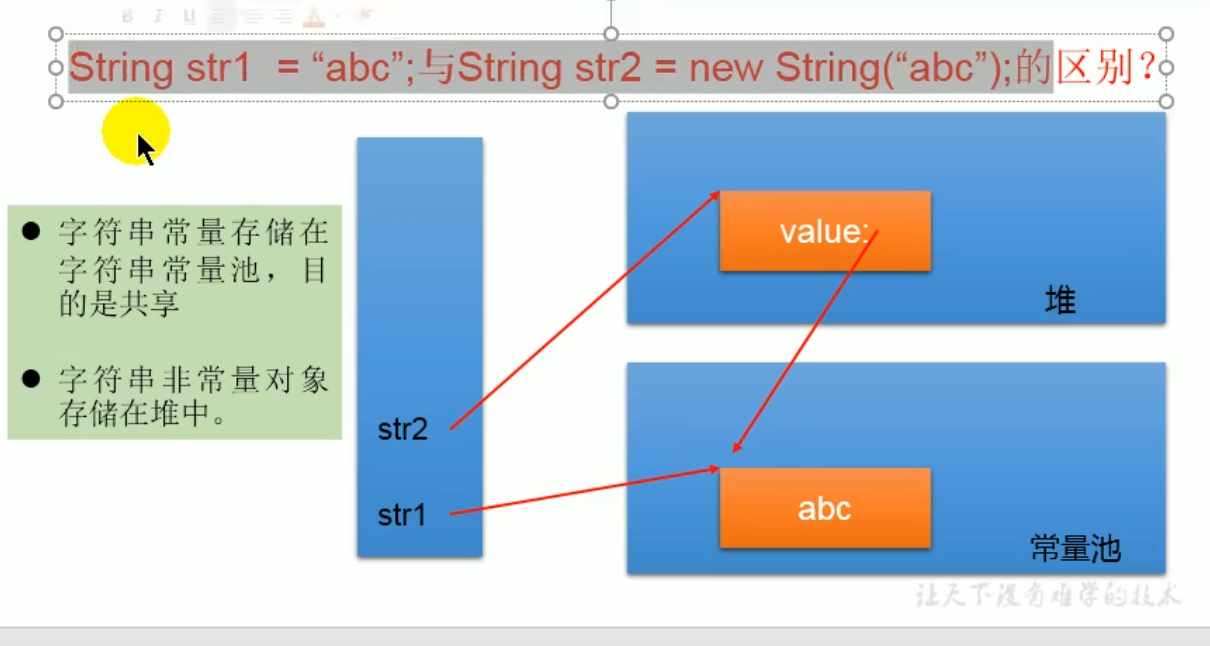 String str1 = “abc”;与String str2 = new String(“abc”);的区别？
● 字符串常量存储在
字符串常量池，目
的是共享
● 字符串非常量对象
存储在堆中。
str2
str1
value:
堆
abc
常量池
让天下没有难学的技术